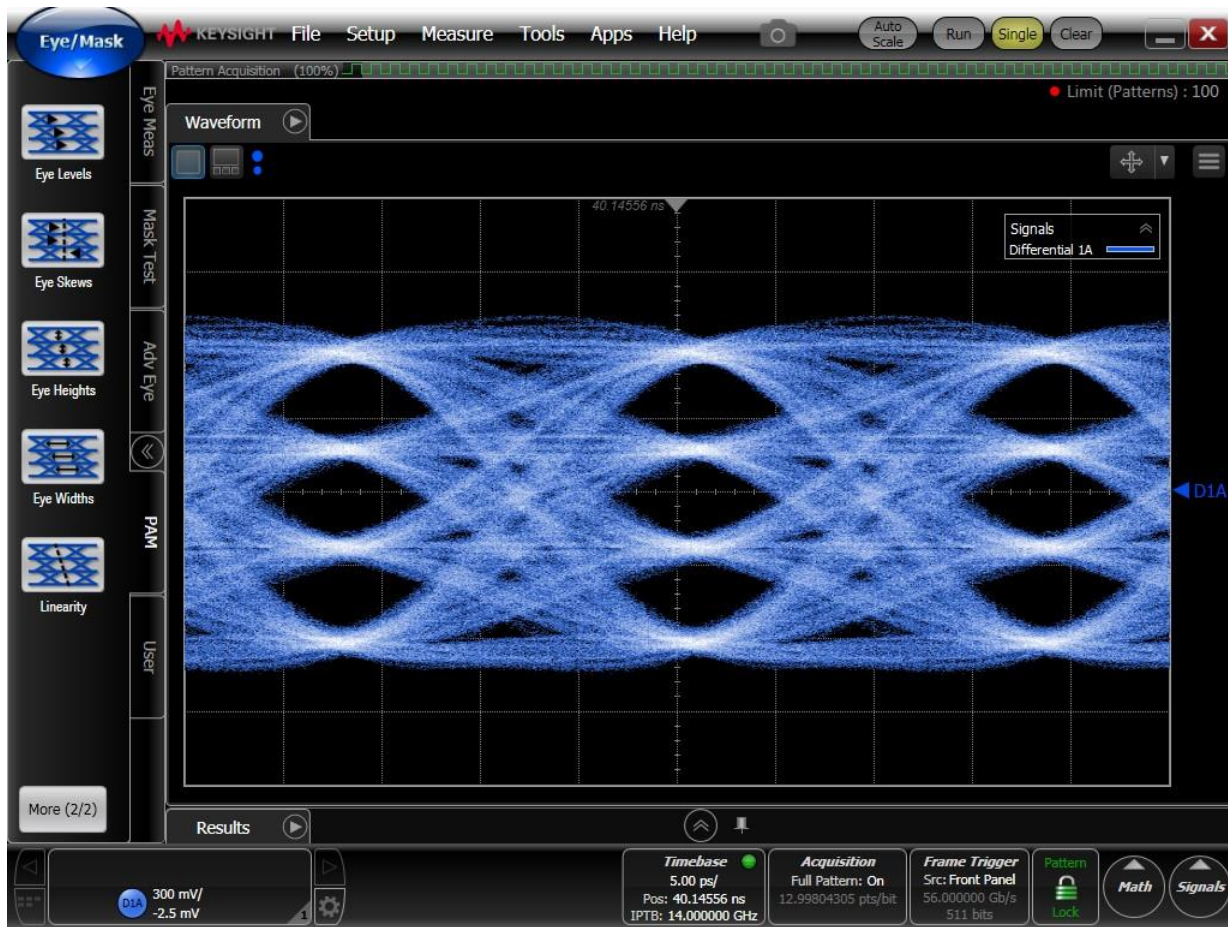 Eye/Mask
KEYSIGHT File Setup Measure Tools Apps Help
Auto Scale
Run
Single
Clear
Pattern Acquisition (100%)
Limit (Patterns) : 100
Waveform
Eye Meas
Mask Test
Adv Eye
PAM
User
Eye Levels
Eye Skews
Eye Heights
Eye Widths
Linearity
More (2/2)
40.14556 ns
Signals
Differential 1A
D1A
Results
D1A
300 mV/
-2.5 mV
1
Timebase
5.00 ps/
Pos: 40.14556 ns
IPTB: 14.000000 GHz
Acquisition
Full Pattern: On
12.99804305 pts/bit
Frame Trigger
Src: Front Panel
56.000000 Gb/s
511 bits
Pattern
Lock
Math
Signals